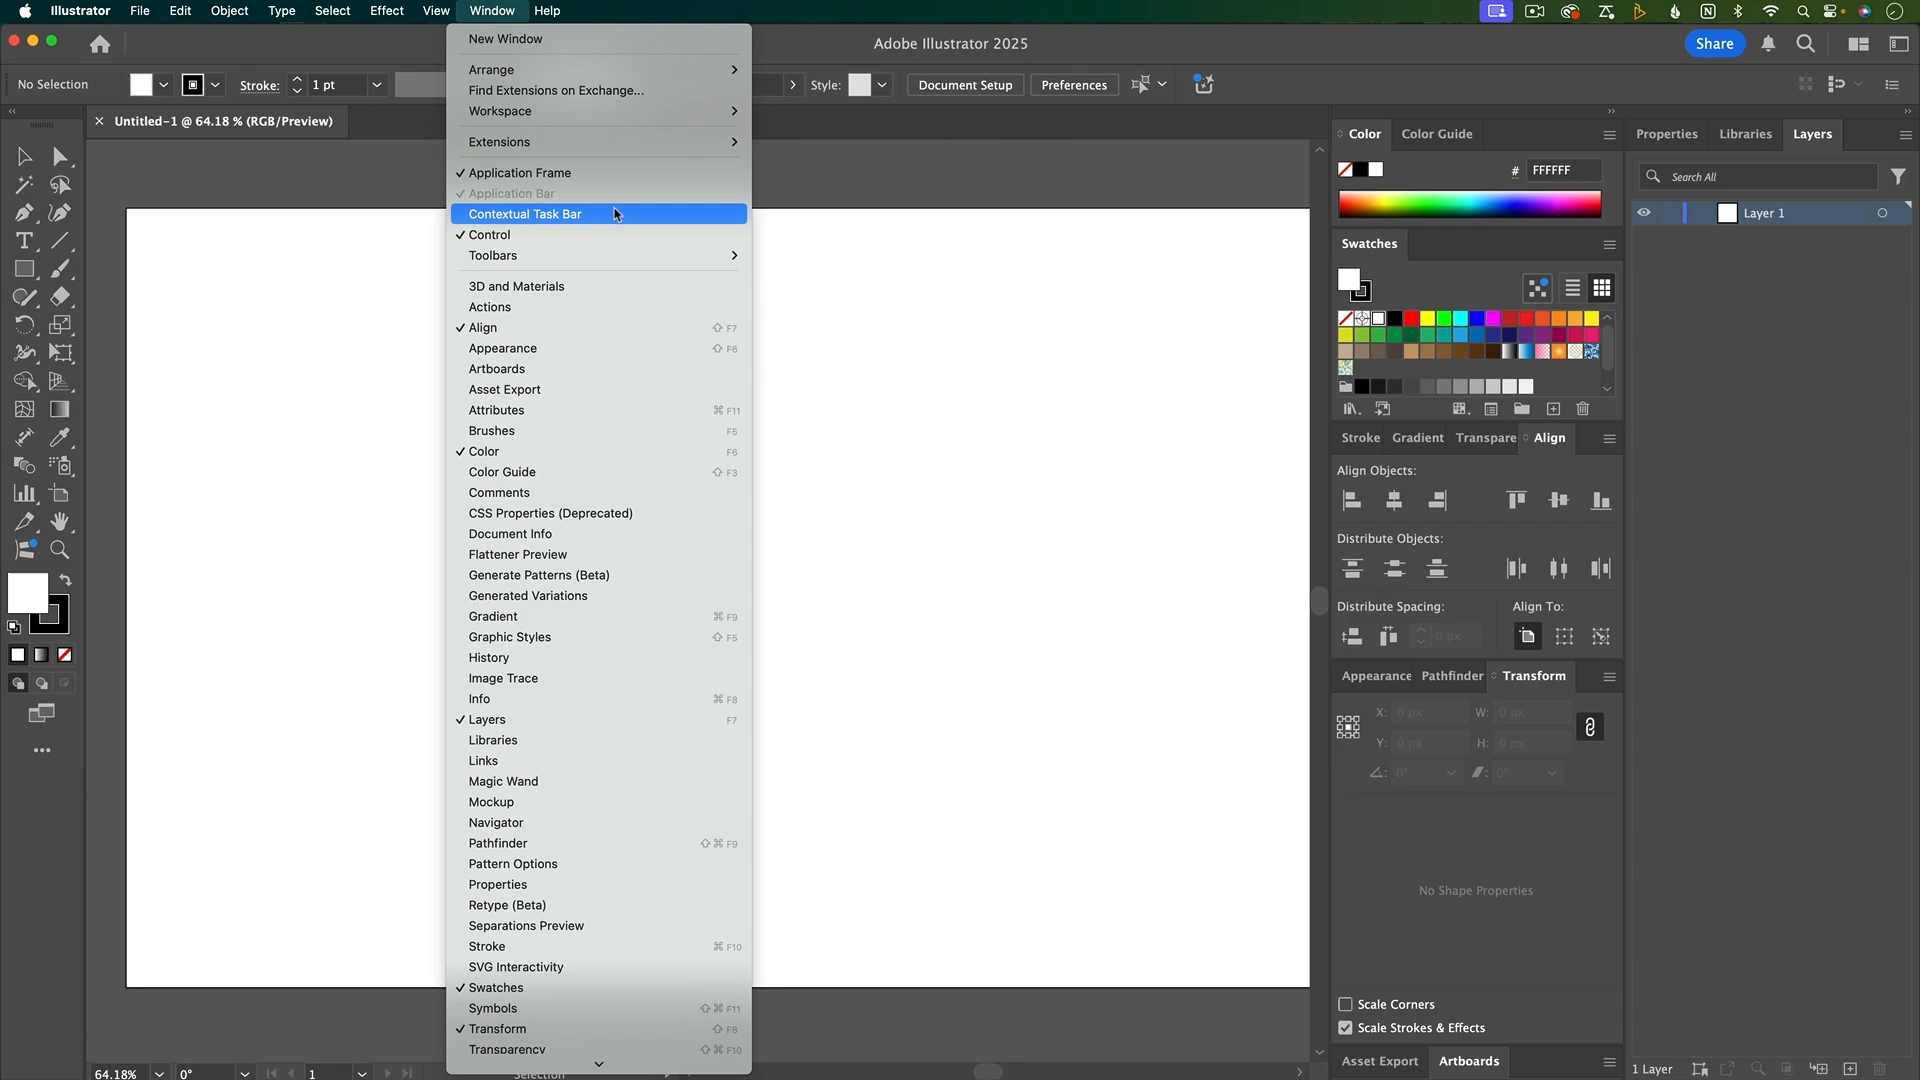 Illustrator File Edit Object Type Select Effect View Window Help
Adobe Illustrator 2025
Share
No Selection
Stroke:
1 pt
Style:
Document Setup
Preferences
Untitled-1 @ 64.18 % (RGB/Preview)
New Window
Arrange
Find Extensions on Exchange...
Workspace
Extensions
✓ Application Frame
✓ Application Bar
Contextual Task Bar
✓ Control
Toolbars
3D and Materials
Actions
✓ Align ⇧ F7
Appearance ⇧ F6
Artboards
Asset Export
Attributes ⌘ F11
Brushes F5
✓ Color F6
Color Guide ⇧ F3
Comments
CSS Properties (Deprecated)
Document Info
Flattener Preview
Generate Patterns (Beta)
Generated Variations
Gradient ⌘ F9
Graphic Styles ⇧ F5
History
Image Trace
Info ⌘ F8
✓ Layers F7
Libraries
Links
Magic Wand
Mockup
Navigator
Pathfinder ⇧ ⌘ F9
Pattern Options
Properties
Retype (Beta)
Separations Preview
Stroke ⌘ F10
SVG Interactivity
✓ Swatches
Symbols ⇧ ⌘ F11
✓ Transform ⇧ F8
Transparency ⇧ ⌘ F10
64.18%
0°
1
Selection
Color Color Guide
# FFFFFF
Swatches
Stroke Gradient Transpare Align
Align Objects:
Distribute Objects:
Distribute Spacing: Align To:
0 px
Appearance Pathfinder Transform
X: 0 px W: 0 px
Y: 0 px H: 0 px
0° 0°
No Shape Properties
Scale Corners
Scale Strokes & Effects
Asset Export Artboards
Properties Libraries Layers
Search All
Layer 1
1 Layer